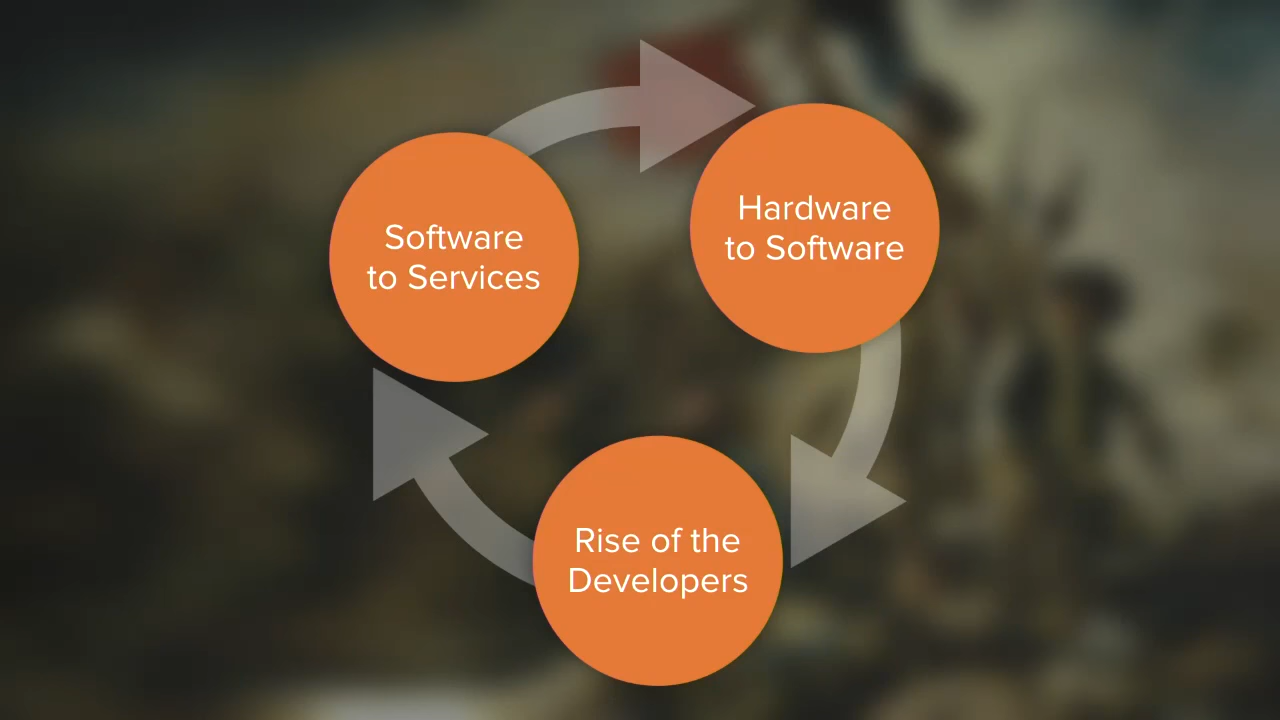 Software
to Services
Hardware
to Software
Rise of the
Developers